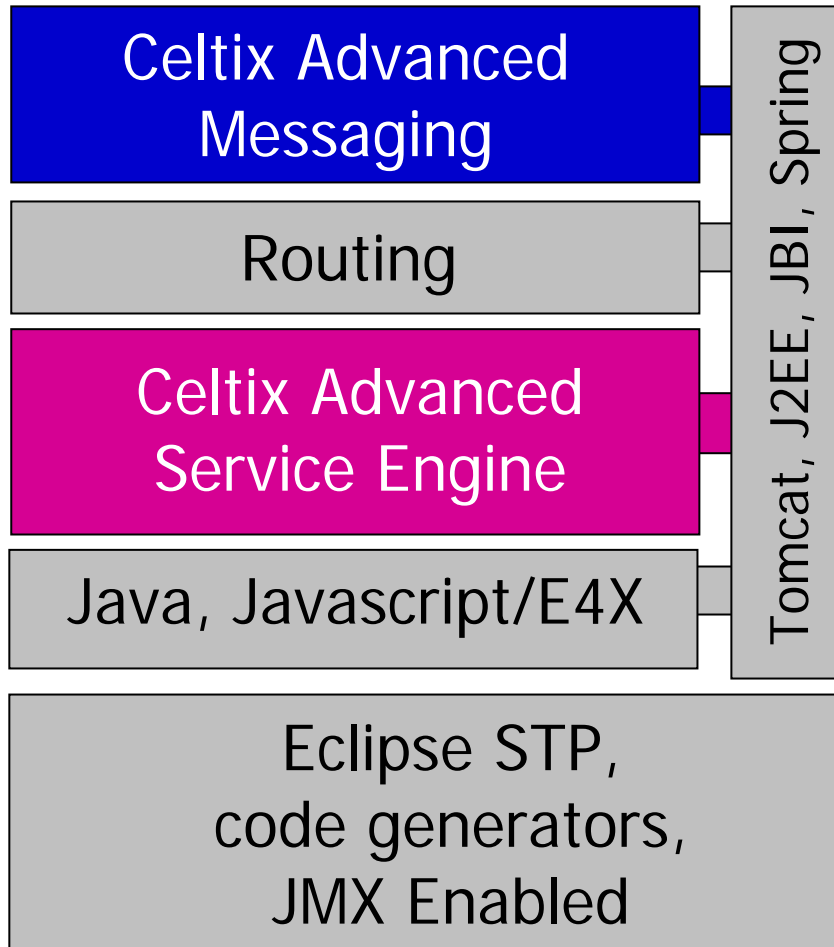 Celtix Advanced
Messaging
Routing
Celtix Advanced
Service Engine
Java, Javascript/E4X
Tomcat, J2EE, JBI, Spring
Eclipse STP,
code generators,
JMX Enabled